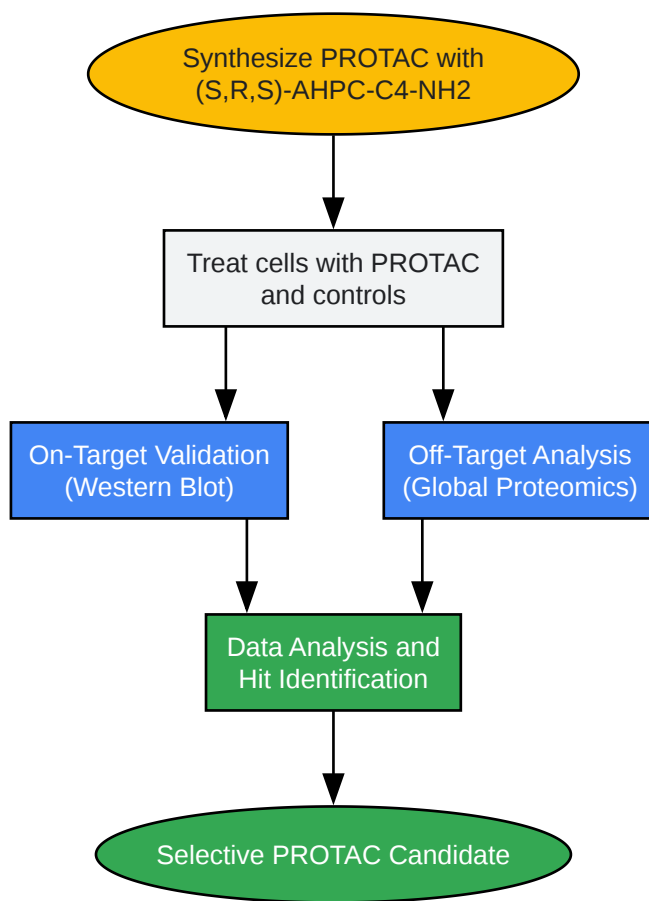 Synthesize PROTAC with
(S,R,S)-AHPC-C4-NH2
Treat cells with PROTAC
and controls
On-Target Validation
(Western Blot)
Off-Target Analysis
(Global Proteomics)
Data Analysis and
Hit Identification
Selective PROTAC Candidate